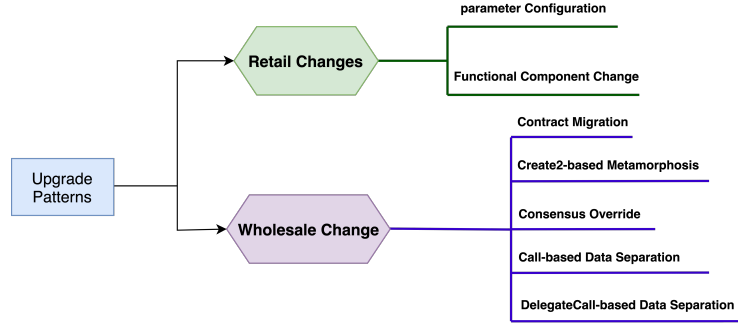 parameter Configuration
Retail Changes
Functional Component Change
Contract Migration
Create2-based Metamorphosis
Upgrade
Patterns
Consensus Override
Wholesale Change
Call-based Data Separation
DelegateCall-based Data Separation